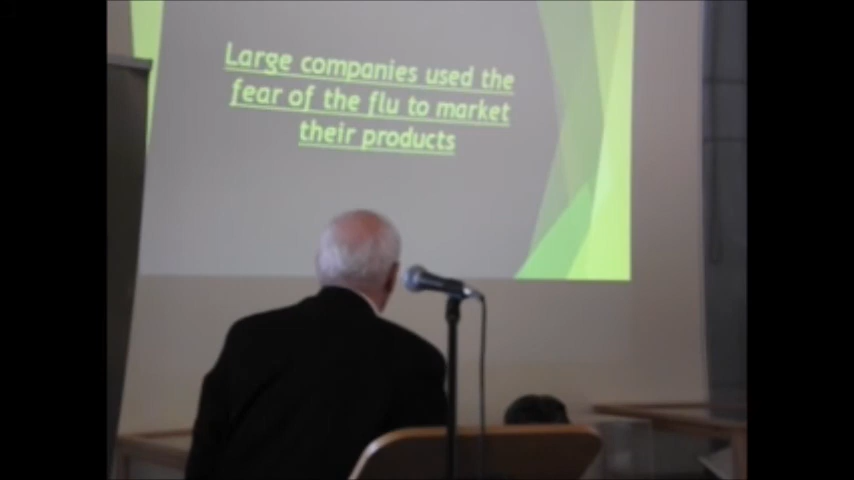 Large companies used the
fear of the flu to market
their products